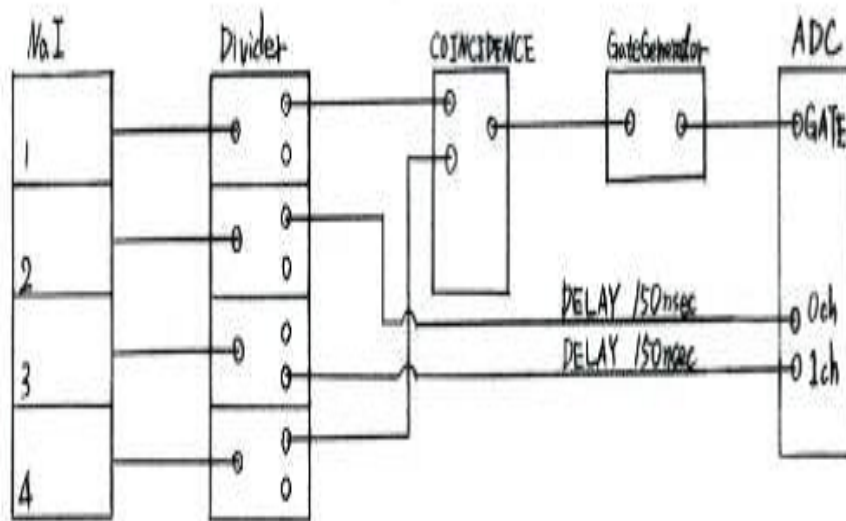 NaI
Divider
COINCIDENCE
GateGenerator
ADC
1
2
3
4
GATE
DELAY 150nsec
0ch
DELAY 150nsec
1ch